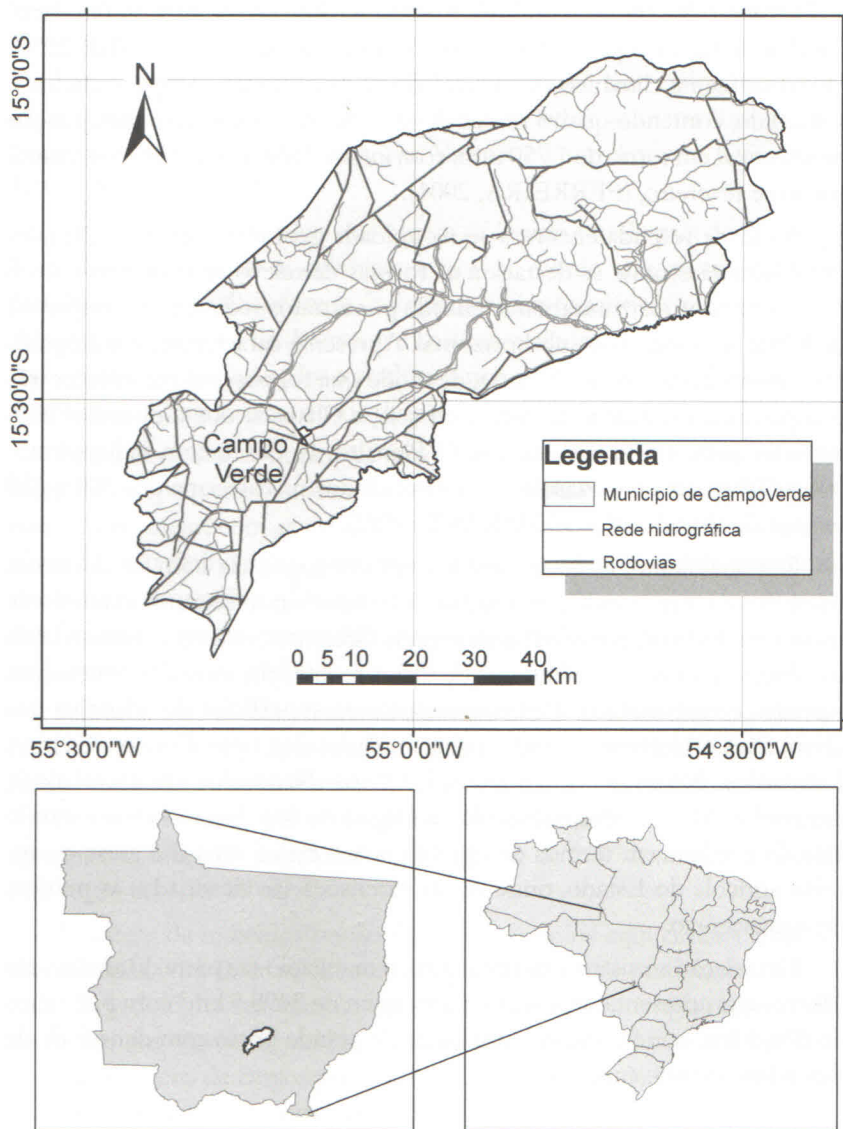 N
15°0'0"S
15°30'0"S
Campo
Verde
Legenda
Município de CampoVerde
Rede hidrográfica
Rodovias
0 5 10 20 30 40
Km
55°30'0"W 55°0'0"W 54°30'0"W